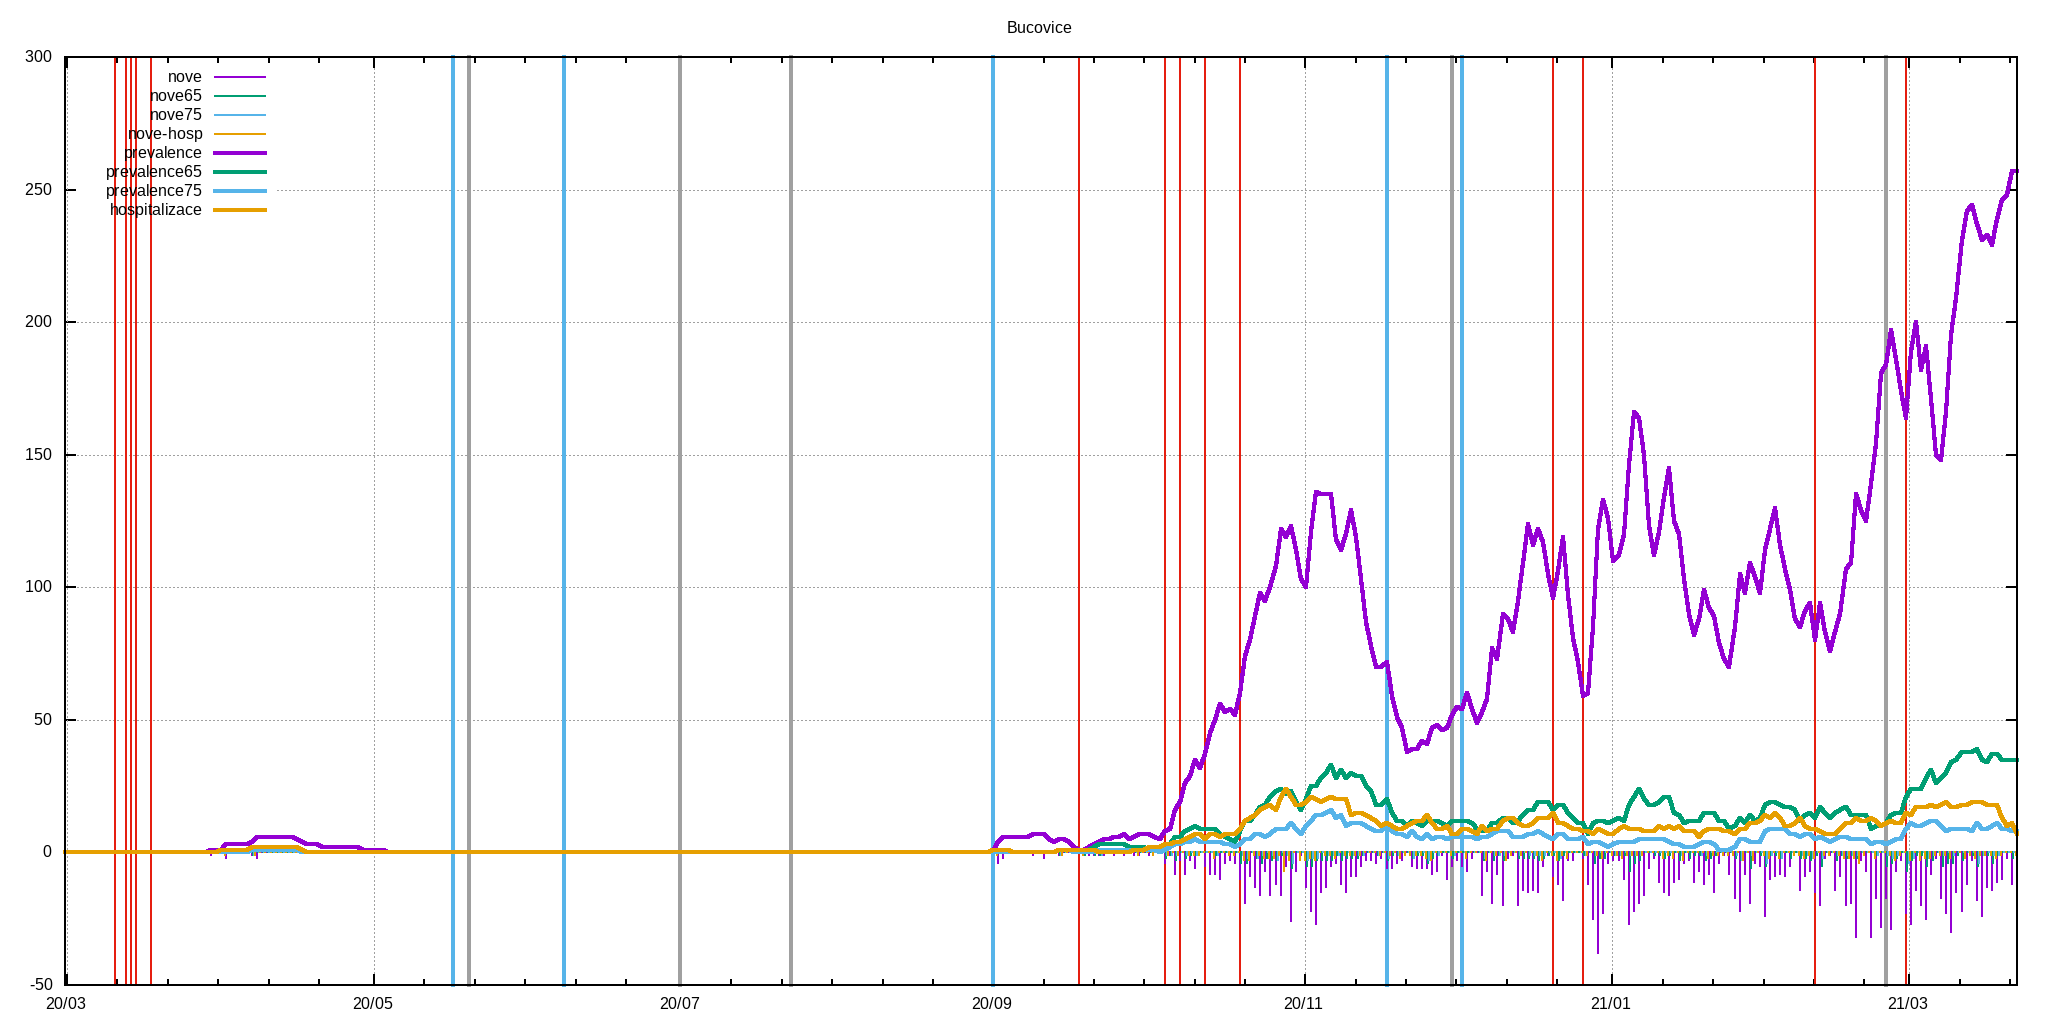 Bucovice
300
250
200
150
100
50
0
-50
nove
nove65
nove75
nove-hosp
prevalence
prevalence65
prevalence75
hospitalizace
20/03 20/05 20/07 20/09 20/11 21/01 21/03